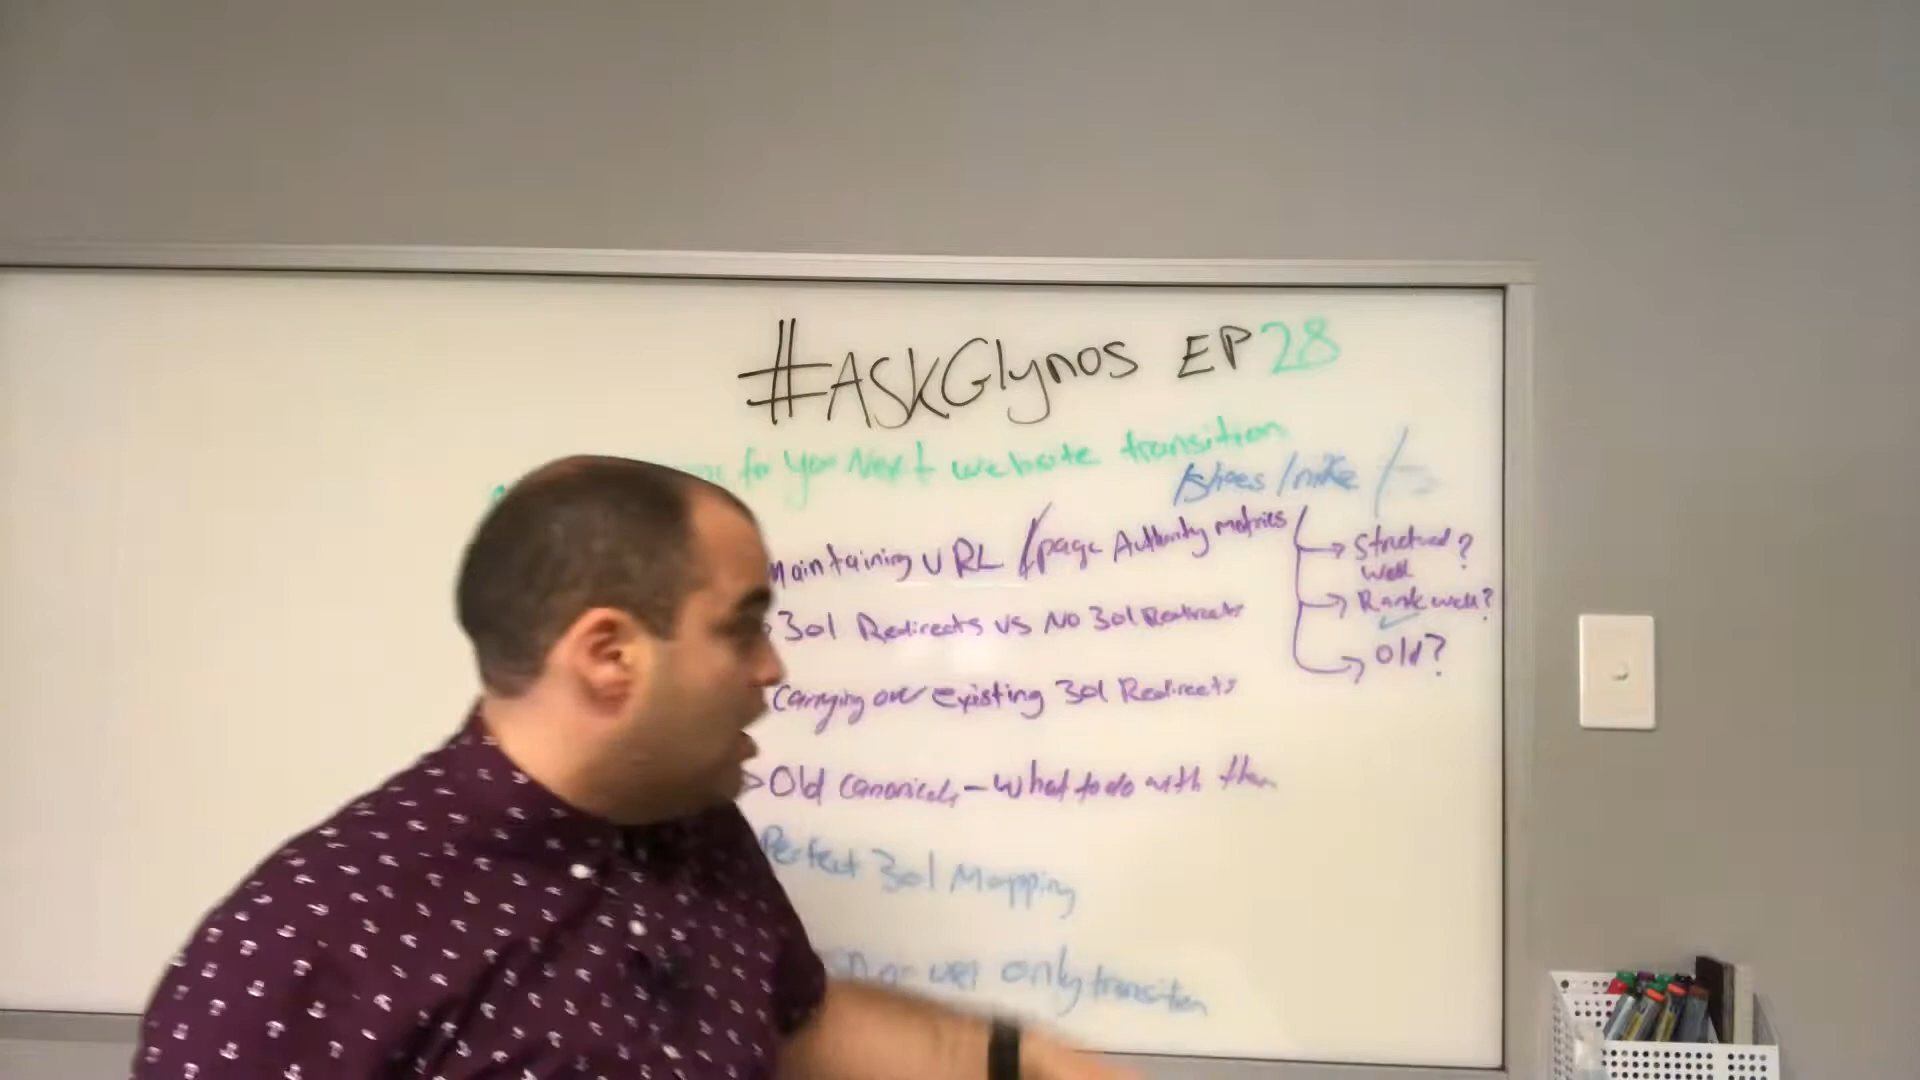 #ASKGlynos EP 28
for You Next website transition
/shoes /nike /
Maintaining URL / page Authority metrics
Structured?
well
Rank well?
Old?
301 Redirects vs No 301 Redirects
Carrying over existing 301 Redirects
> Old canonicals - What to do with them
Perfect 301 Mapping
only transition